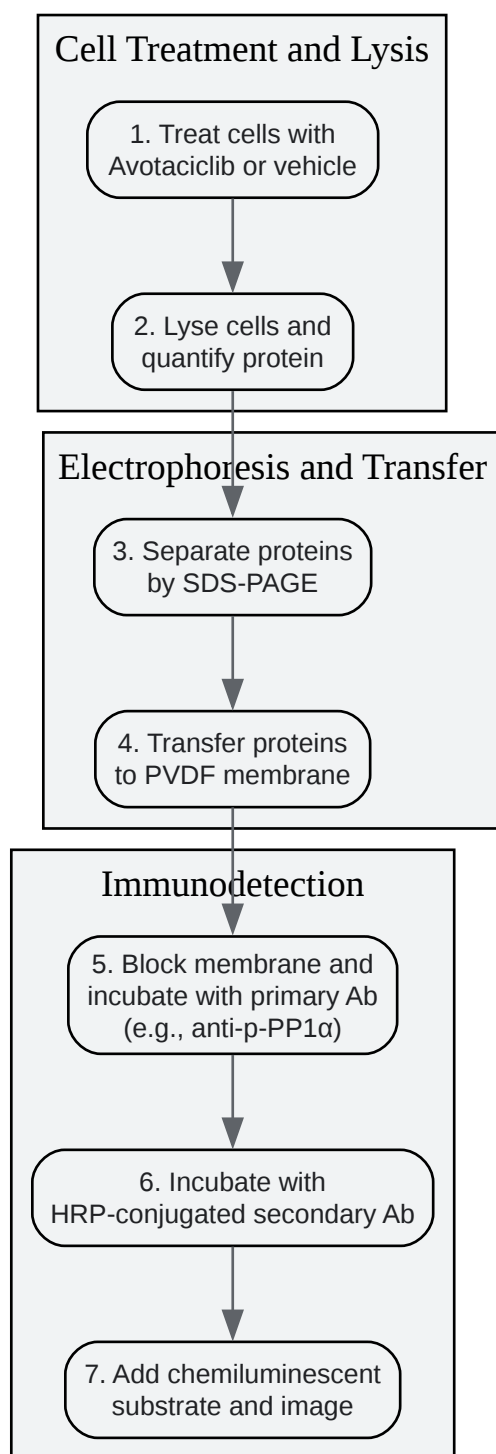 Cell Treatment and Lysis
1. Treat cells with
Avotaciclib or vehicle
2. Lyse cells and
quantify protein
Electrophoresis and Transfer
3. Separate proteins
by SDS-PAGE
4. Transfer proteins
to PVDF membrane
Immunodetection
5. Block membrane and
incubate with primary Ab
(e.g., anti-p-PP1α)
6. Incubate with
HRP-conjugated secondary Ab
7. Add chemiluminescent
substrate and image